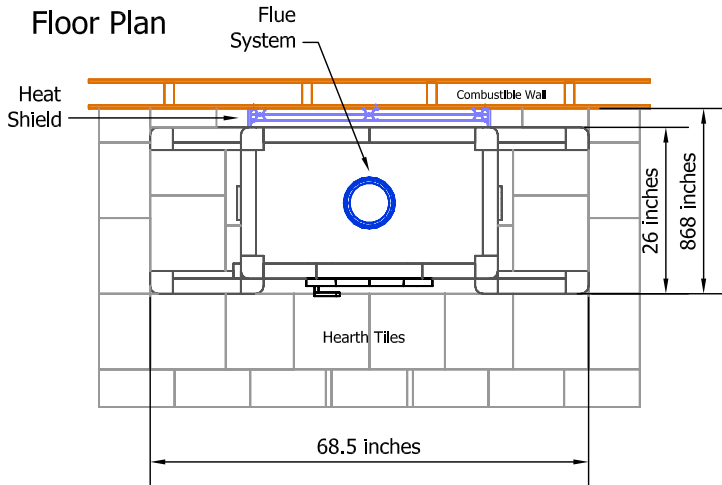 Floor Plan
Flue
System
Heat
Shield
Combustible Wall
26 inches
868 inches
Hearth Tiles
68.5 inches